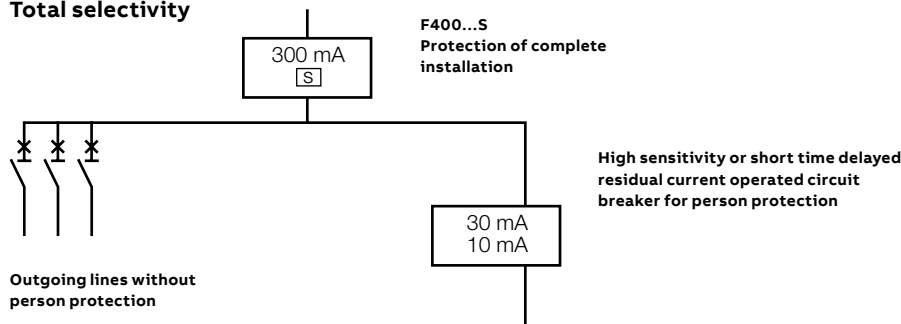 Total selectivity
F400...S
Protection of complete
installation
300 mA
S
High sensitivity or short time delayed
residual current operated circuit
breaker for person protection
30 mA
10 mA
Outgoing lines without
person protection